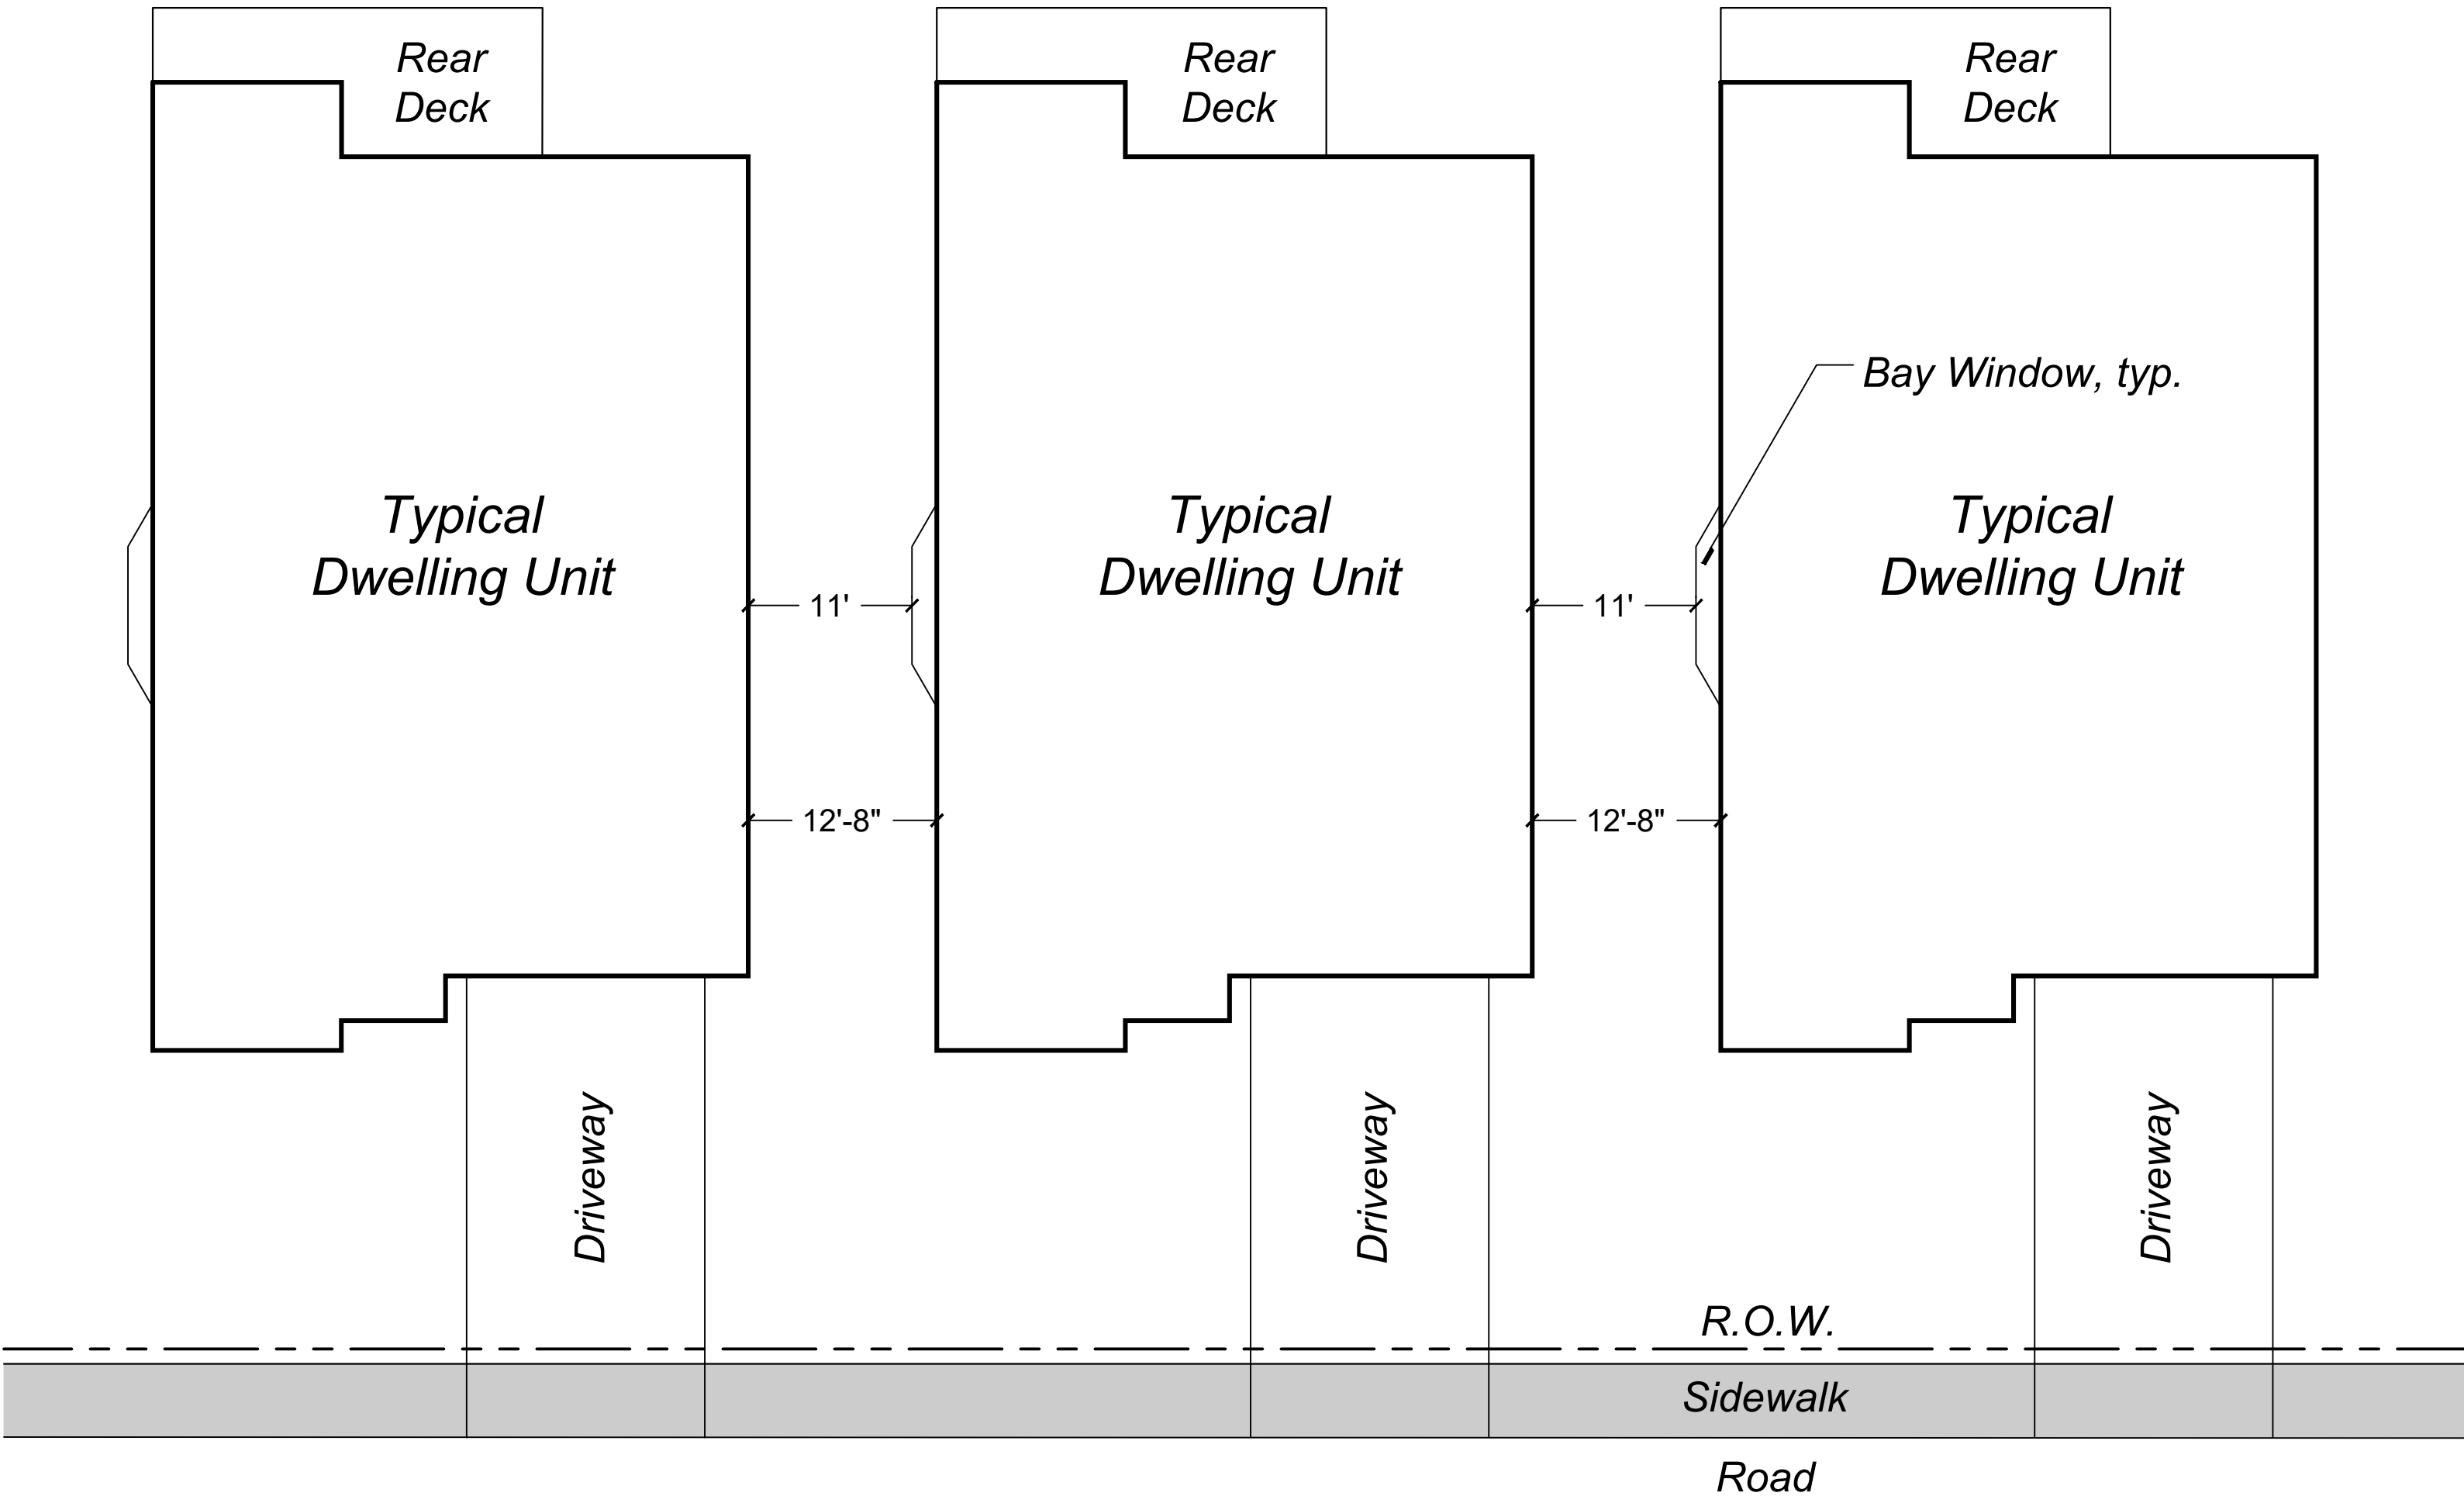 Rear
Deck
Rear
Deck
Rear
Deck
Bay Window, typ.
Typical
Dwelling Unit
Typical
Dwelling Unit
Typical
Dwelling Unit
11'
11'
12'-8"
12'-8"
Driveway
Driveway
Driveway
R.O.W.
Sidewalk
Road